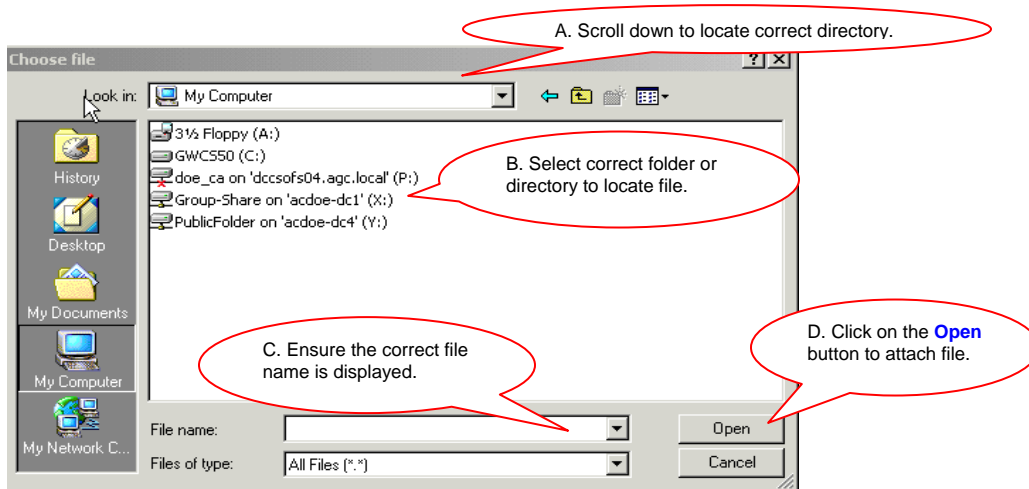 A. Scroll down to locate correct directory.
Choose file
Look in:
My Computer
3½ Floppy (A:)
GWCS50 (C:)
doe_ca on 'dccsofs04.agc.local' (P:)
Group-Share on 'acdoe-dc1' (X:)
PublicFolder on 'acdoe-dc4' (Y:)
B. Select correct folder or
directory to locate file.
History
Desktop
My Documents
My Computer
My Network C...
C. Ensure the correct file
name is displayed.
D. Click on the Open
button to attach file.
File name:
Open
Files of type:
All Files (*.*)
Cancel